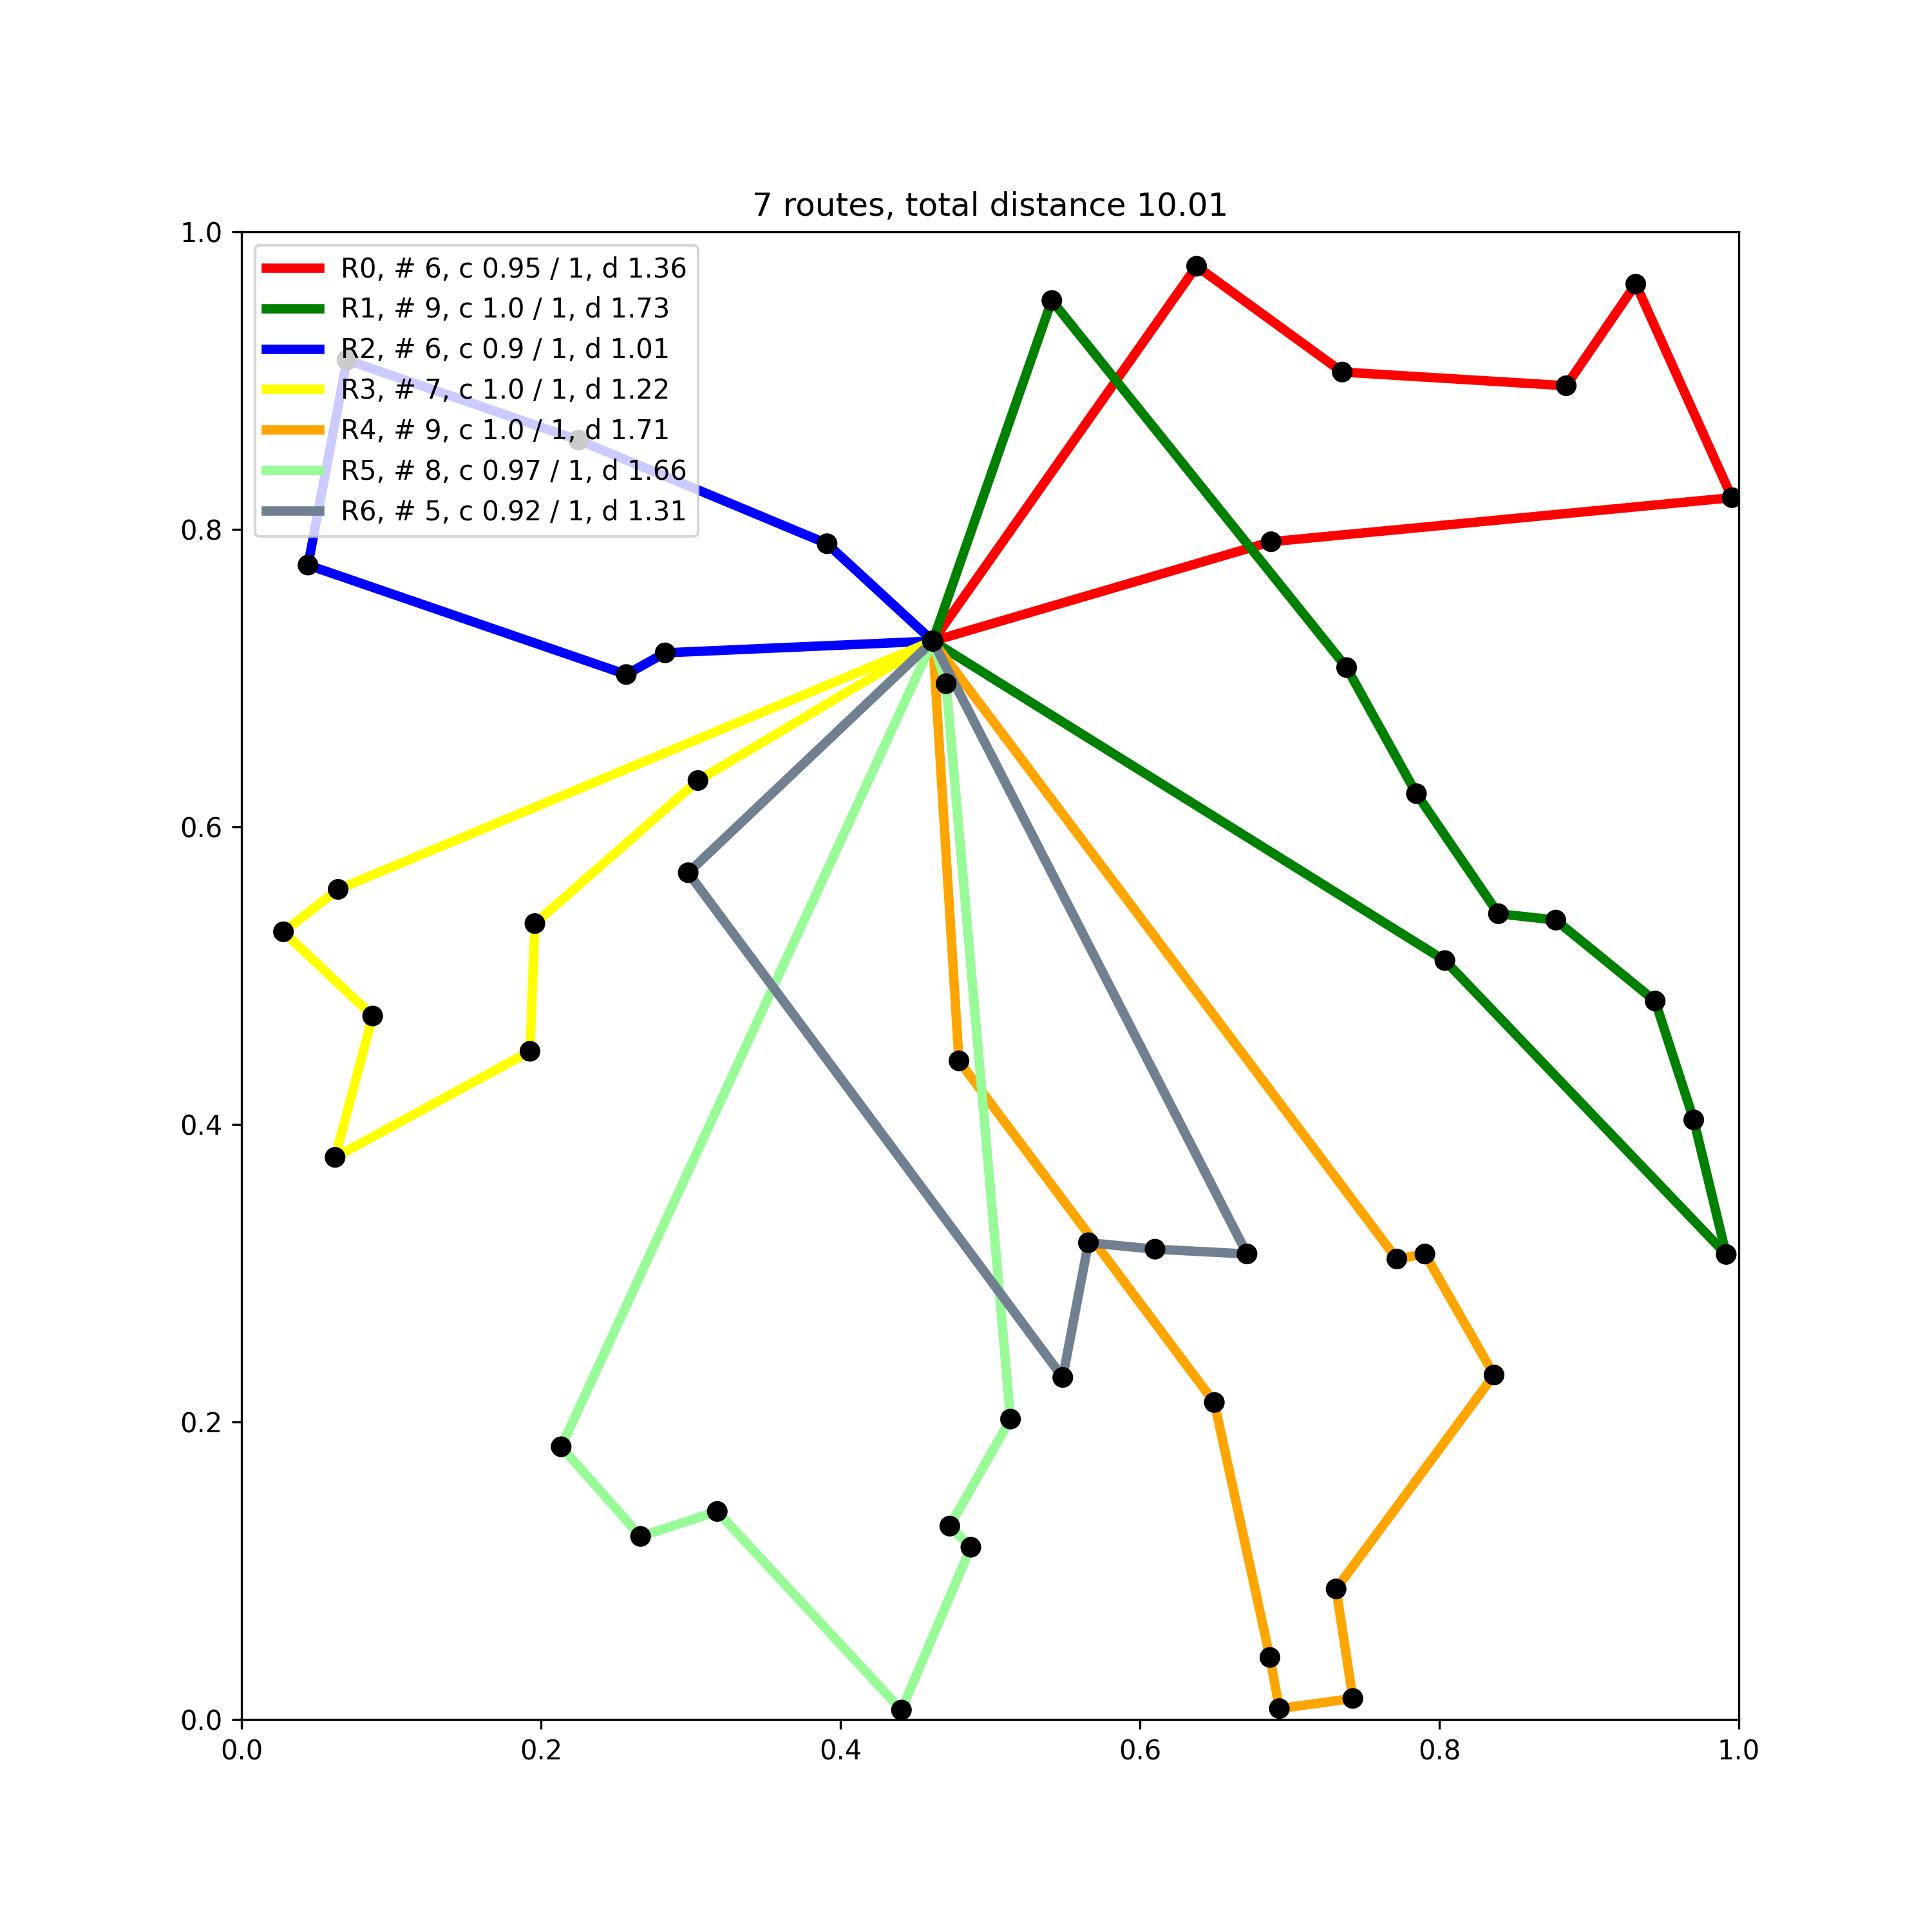 7 routes, total distance 10.01
R0, # 6, c 0.95 / 1, d 1.36
R1, # 9, c 1.0 / 1, d 1.73
R2, # 6, c 0.9 / 1, d 1.01
R3, # 7, c 1.0 / 1, d 1.22
R4, # 9, c 1.0 / 1, d 1.71
R5, # 8, c 0.97 / 1, d 1.66
R6, # 5, c 0.92 / 1, d 1.31
1.0
0.8
0.6
0.4
0.2
0.0
0.0 0.2 0.4 0.6 0.8 1.0